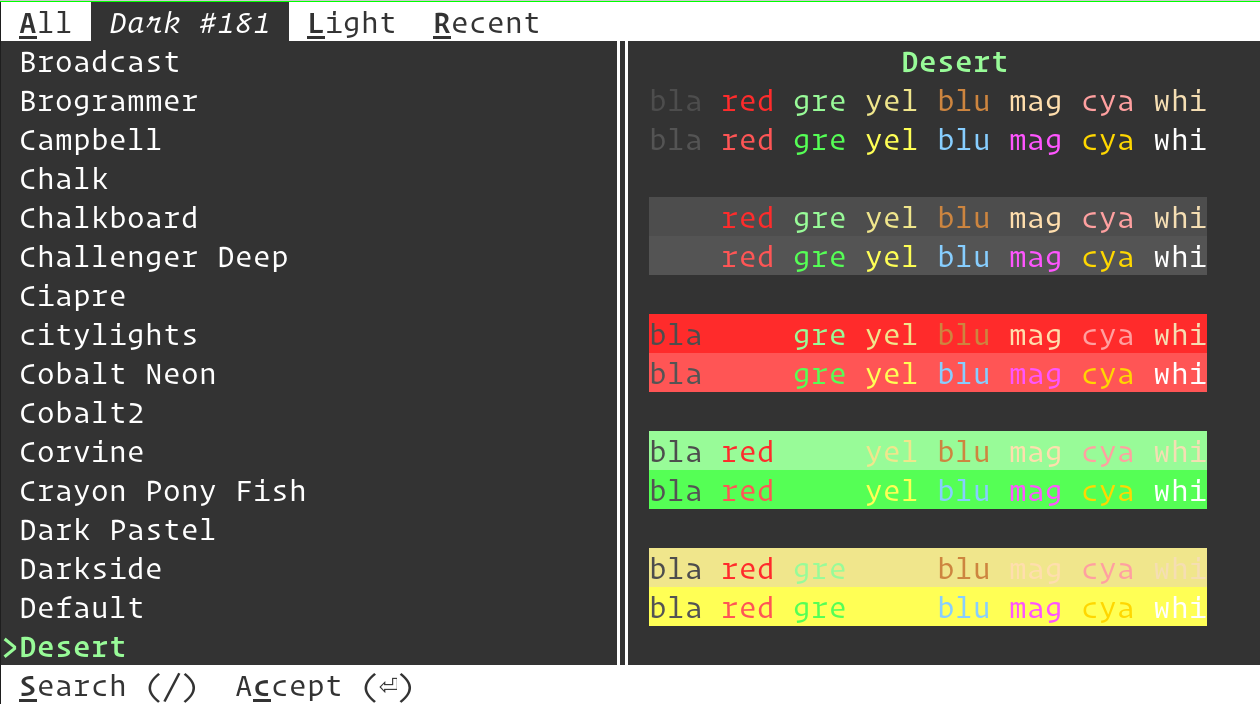 All Dark #181 Light Recent
Broadcast
Brogrammer
Campbell
Chalk
Chalkboard
Challenger Deep
Ciapre
citylights
Cobalt Neon
Cobalt2
Corvine
Crayon Pony Fish
Dark Pastel
Darkside
Default
>Desert
Desert
bla red gre yel blu mag cya whi
bla red gre yel blu mag cya whi
red gre yel blu mag cya whi
red gre yel blu mag cya whi
bla gre yel blu mag cya whi
bla gre yel blu mag cya whi
bla red yel blu mag cya whi
bla red yel blu mag cya whi
bla red gre blu mag cya whi
bla red gre blu mag cya whi
Search (/) Accept (⏎)